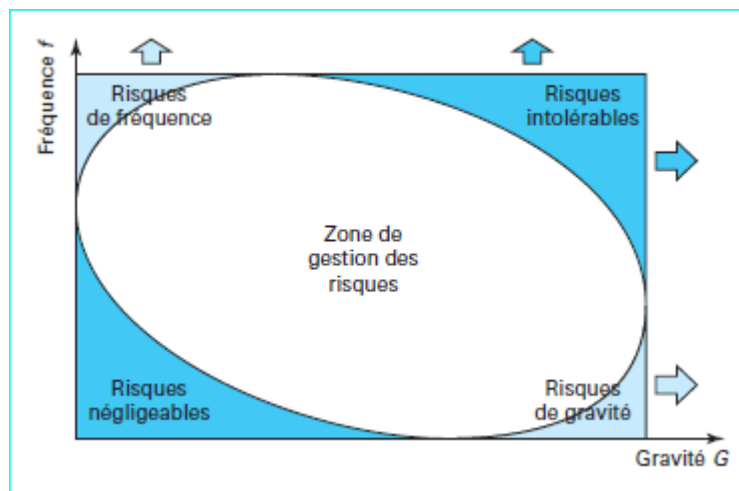 Fréquence f
Risques
de fréquence
Risques
intolérables
Zone de
gestion des
risques
Risques
négligeables
Risques
de gravité
Gravité G